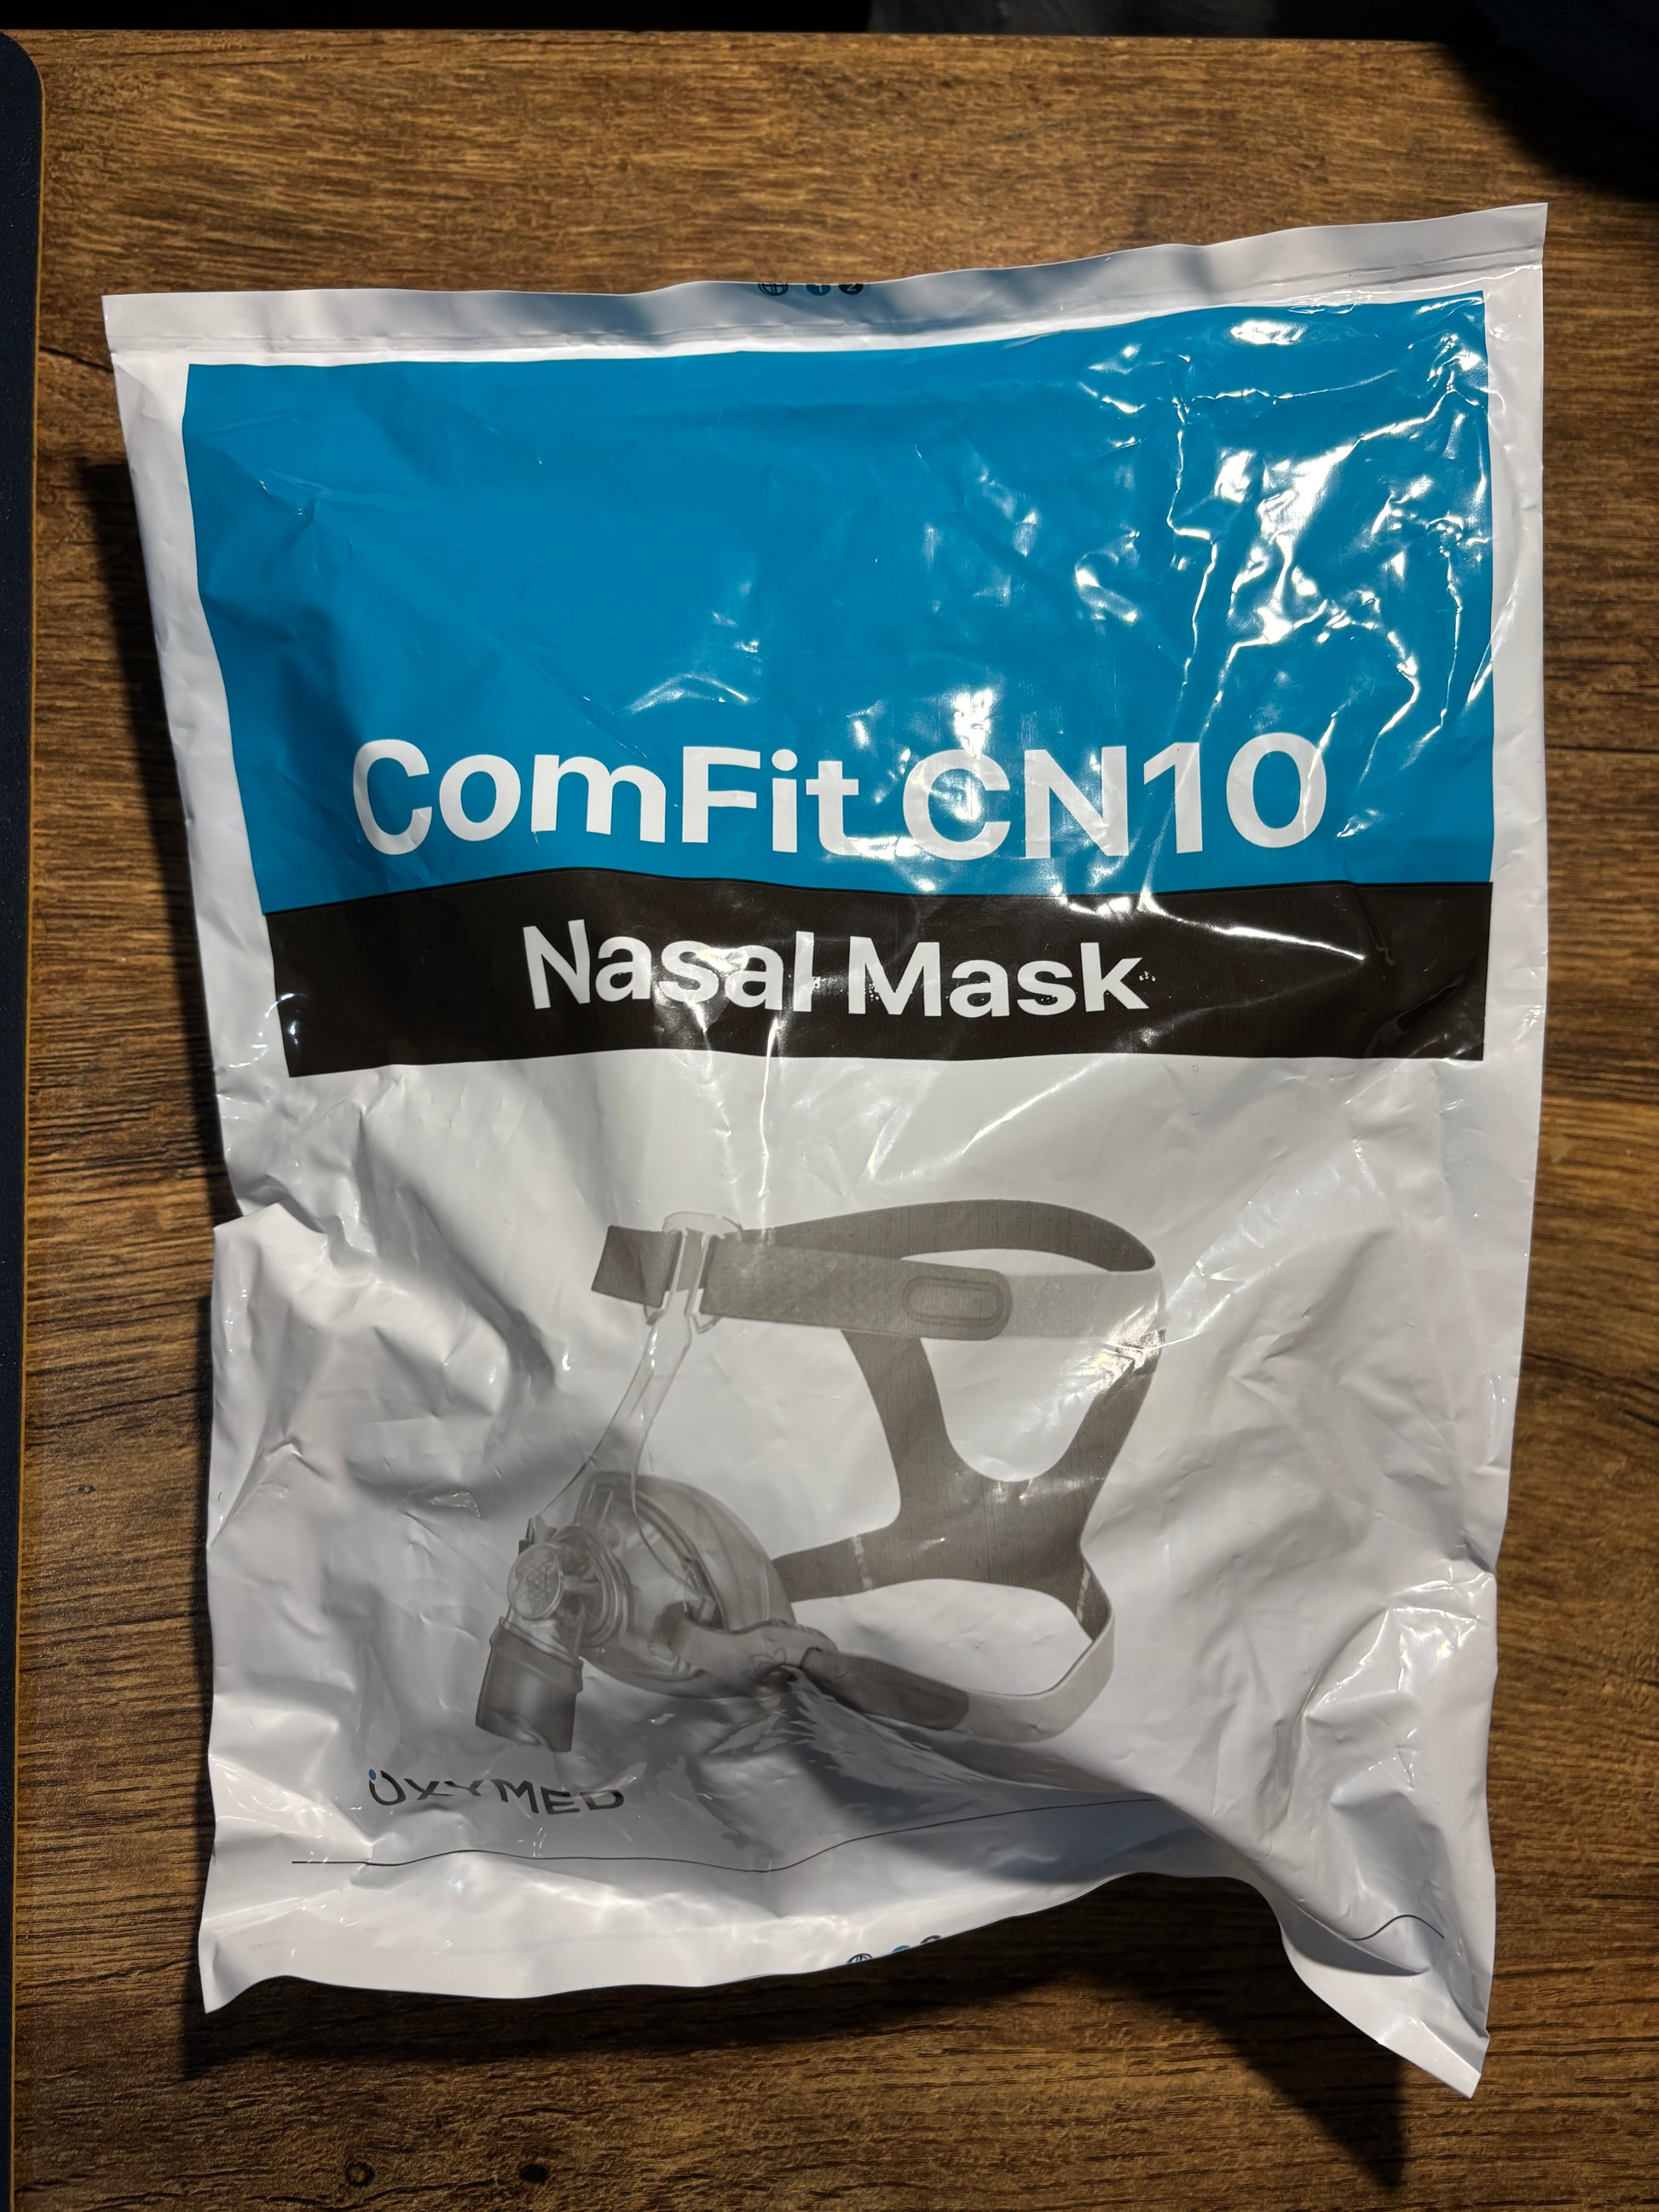 ComFit CN10
Nasal Mask
OXYMED